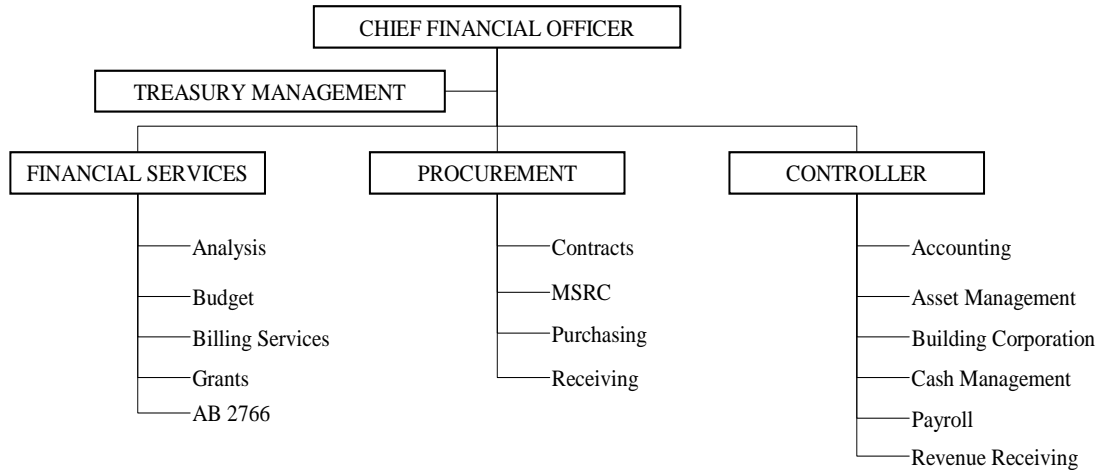 CHIEF FINANCIAL OFFICER
TREASURY MANAGEMENT
FINANCIAL SERVICES
Analysis
Budget
Billing Services
Grants
AB 2766
PROCUREMENT
Contracts
MSRC
Purchasing
Receiving
CONTROLLER
Accounting
Asset Management
Building Corporation
Cash Management
Payroll
Revenue Receiving